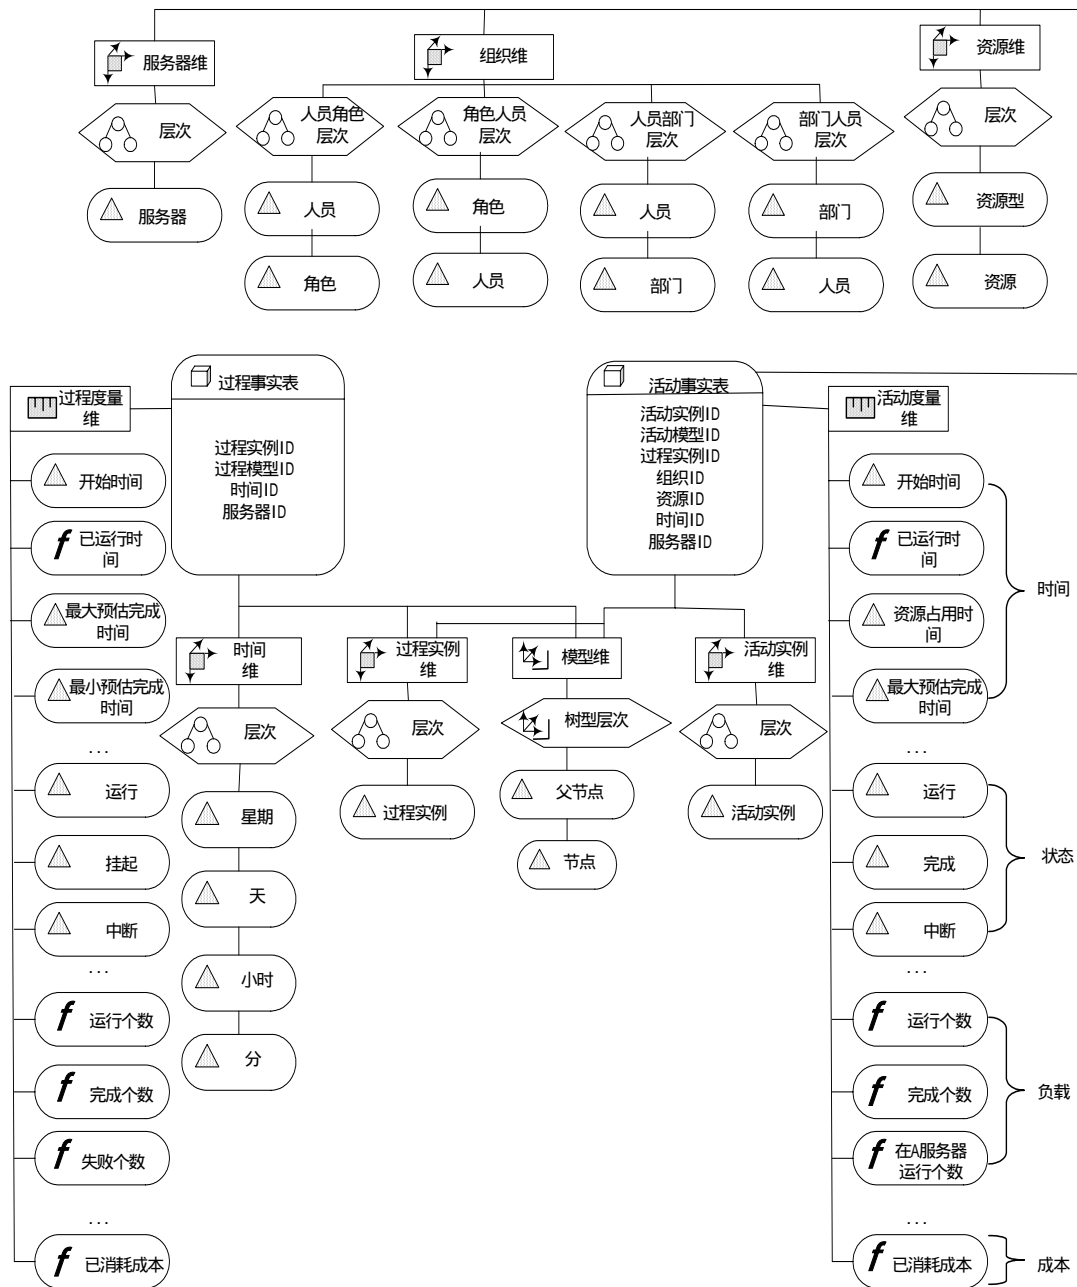 服务器维
组织维
资源维
层次
人员角色
层次
角色人员
层次
人员部门
层次
部门人员
层次
层次
服务器
人员
角色
人员
部门
资源型
角色
人员
部门
人员
资源
过程度量
维
过程事实表
过程实例ID
过程模型ID
时间ID
服务器ID
活动事实表
活动实例ID
活动模型ID
过程实例ID
组织ID
资源ID
时间ID
服务器ID
活动度量
维
开始时间
已运行时
间
最大预估完成
时间
最小预估完成
时间
...
运行
挂起
中断
...
运行个数
完成个数
失败个数
...
已消耗成本
时间
维
层次
星期
天
小时
分
过程实例
维
层次
过程实例
模型维
树型层次
父节点
节点
活动实例
维
层次
活动实例
开始时间
已运行时
间
资源占用时
间
最大预估完成
时间
时间
...
运行
完成
中断
状态
...
运行个数
完成个数
在A服务器
运行个数
负载
...
已消耗成本
成本